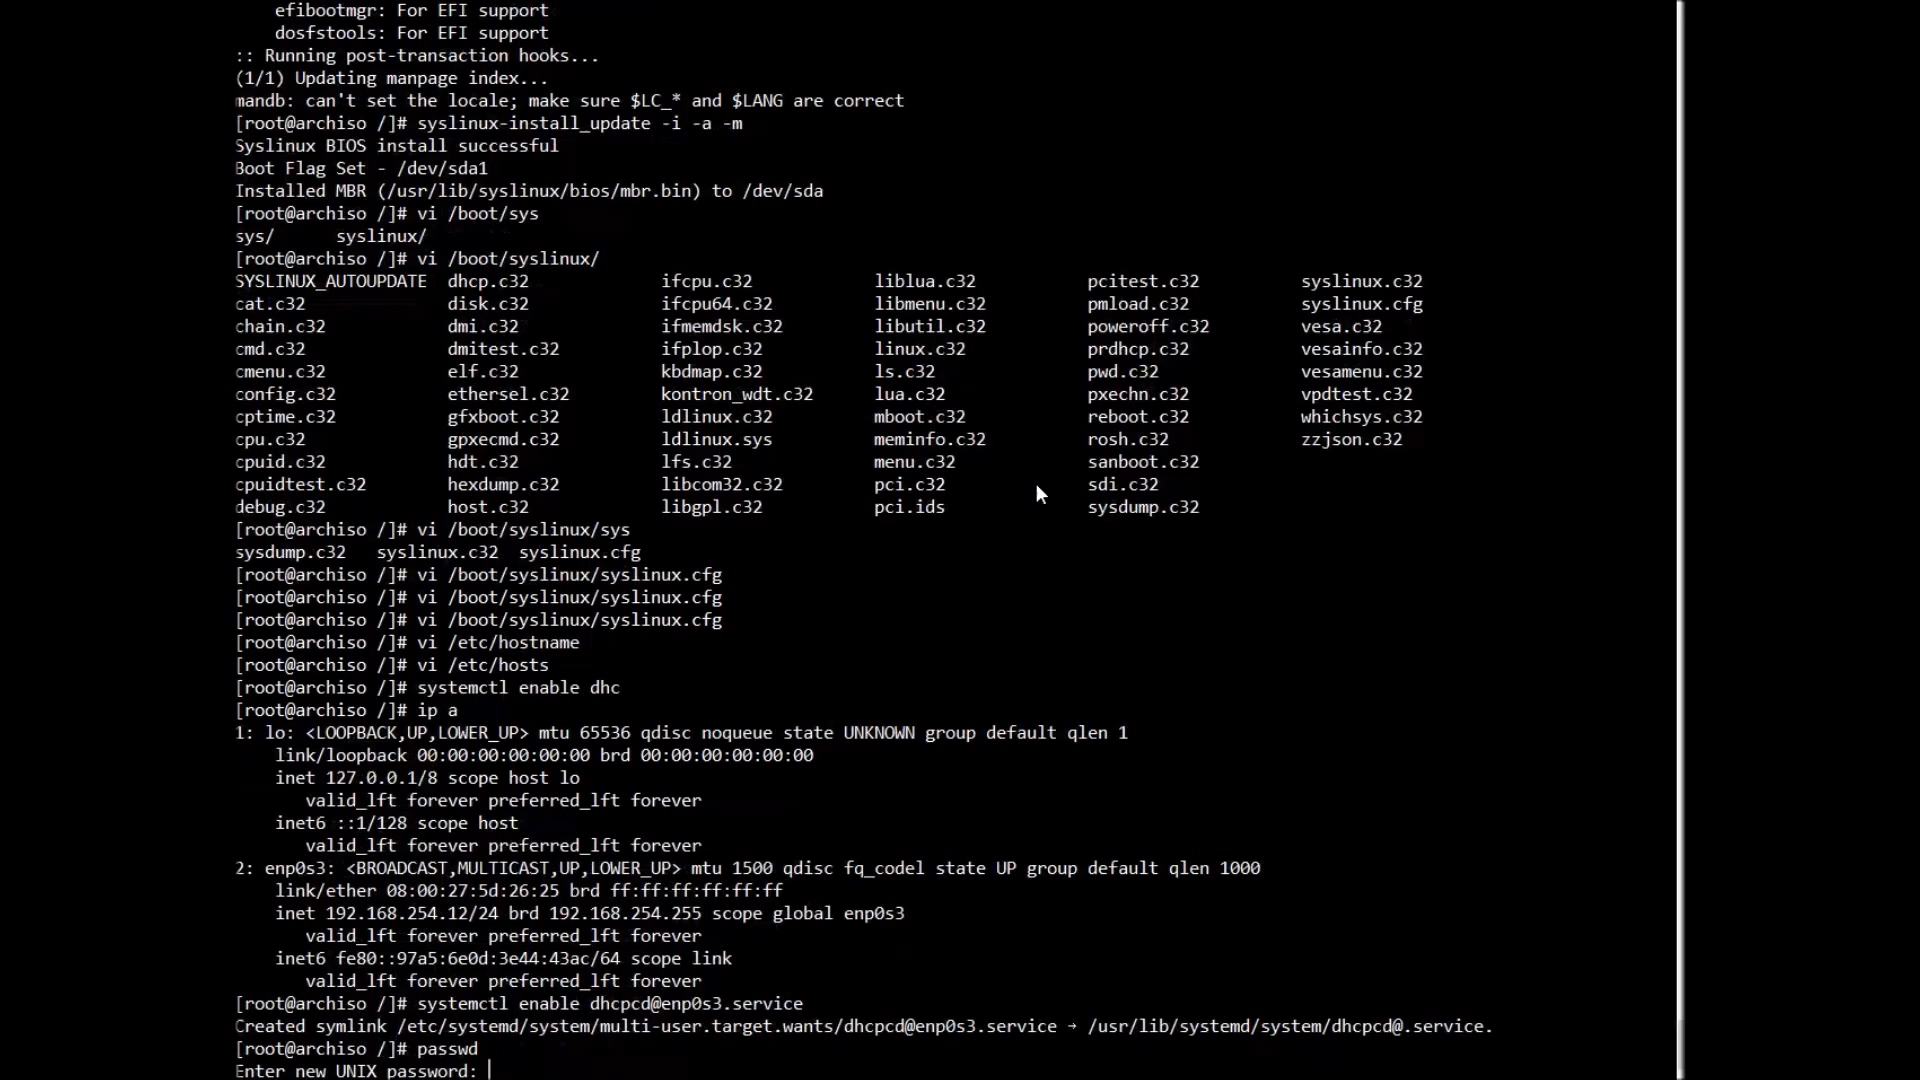 efibootmgr: For EFI support
dosfstools: For EFI support
:: Running post-transaction hooks...
(1/1) Updating manpage index...
mandb: can't set the locale; make sure $LC_* and $LANG are correct
[root@archiso /]# syslinux-install_update -i -a -m
Syslinux BIOS install successful
Boot Flag Set - /dev/sda1
Installed MBR (/usr/lib/syslinux/bios/mbr.bin) to /dev/sda
[root@archiso /]# vi /boot/sys
sys/      syslinux/
[root@archiso /]# vi /boot/syslinux/
SYSLINUX_AUTOUPDATE  dhcp.c32  ifcpu.c32  liblua.c32  pcitest.c32  syslinux.c32
cat.c32  disk.c32  ifcpu64.c32  libmenu.c32  pmload.c32  syslinux.cfg
chain.c32  dmi.c32  ifmemdsk.c32  libutil.c32  poweroff.c32  vesa.c32
cmd.c32  dmitest.c32  ifplop.c32  linux.c32  prdhcp.c32  vesainfo.c32
cmenu.c32  elf.c32  kbdmap.c32  ls.c32  pwd.c32  vesamenu.c32
config.c32  ethersel.c32  kontron_wdt.c32  lua.c32  pxechn.c32  vpdtest.c32
cptime.c32  gfxboot.c32  ldlinux.c32  mboot.c32  reboot.c32  whichsys.c32
cpu.c32  gpxecmd.c32  ldlinux.sys  meminfo.c32  rosh.c32  zzjson.c32
cpuid.c32  hdt.c32  lfs.c32  menu.c32  sanboot.c32
cpuidtest.c32  hexdump.c32  libcom32.c32  pci.c32  sdi.c32
debug.c32  host.c32  libgpl.c32  pci.ids  sysdump.c32
[root@archiso /]# vi /boot/syslinux/sys
sysdump.c32   syslinux.c32  syslinux.cfg
[root@archiso /]# vi /boot/syslinux/syslinux.cfg
[root@archiso /]# vi /boot/syslinux/syslinux.cfg
[root@archiso /]# vi /boot/syslinux/syslinux.cfg
[root@archiso /]# vi /etc/hostname
[root@archiso /]# vi /etc/hosts
[root@archiso /]# systemctl enable dhc
[root@archiso /]# ip a
1: lo: <LOOPBACK,UP,LOWER_UP> mtu 65536 qdisc noqueue state UNKNOWN group default qlen 1
link/loopback 00:00:00:00:00:00 brd 00:00:00:00:00:00
inet 127.0.0.1/8 scope host lo
valid_lft forever preferred_lft forever
inet6 ::1/128 scope host
valid_lft forever preferred_lft forever
2: enp0s3: <BROADCAST,MULTICAST,UP,LOWER_UP> mtu 1500 qdisc fq_codel state UP group default qlen 1000
link/ether 08:00:27:5d:26:25 brd ff:ff:ff:ff:ff:ff
inet 192.168.254.12/24 brd 192.168.254.255 scope global enp0s3
valid_lft forever preferred_lft forever
inet6 fe80::97a5:6e0d:3e44:43ac/64 scope link
valid_lft forever preferred_lft forever
[root@archiso /]# systemctl enable dhcpcd@enp0s3.service
Created symlink /etc/systemd/system/multi-user.target.wants/dhcpcd@enp0s3.service → /usr/lib/systemd/system/dhcpcd@.service.
[root@archiso /]# passwd
Enter new UNIX password: